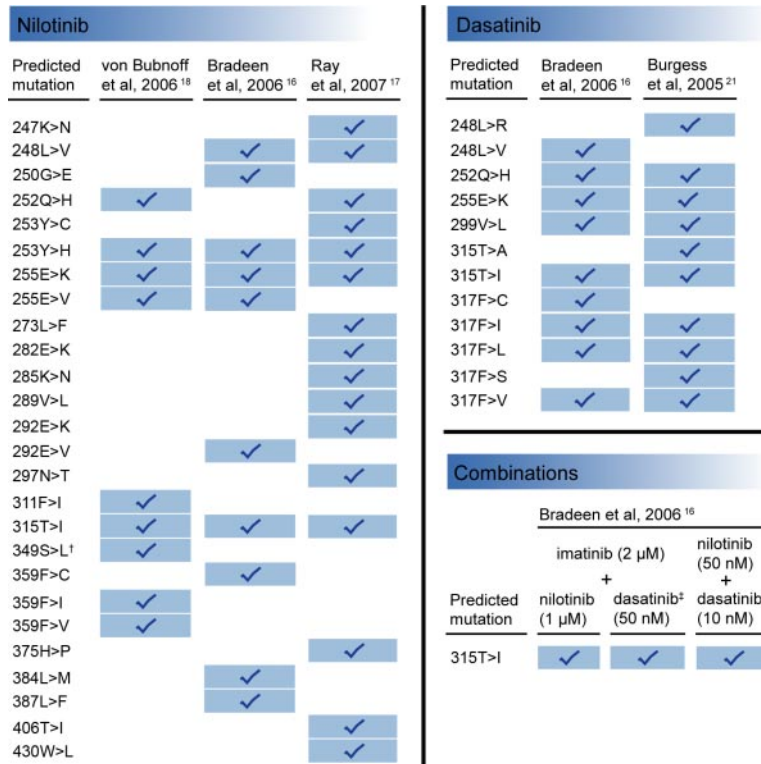 Nilotinib
Predicted mutation
von Bubnoff et al, 2006 18
Bradeen et al, 2006 16
Ray et al, 2007 17
247K>N ✓
248L>V ✓ ✓
250G>E ✓
252Q>H ✓ ✓
253Y>C ✓
253Y>H ✓ ✓ ✓
255E>K ✓ ✓ ✓
255E>V ✓ ✓
273L>F ✓
282E>K ✓
285K>N ✓
289V>L ✓
292E>K ✓
292E>V ✓
297N>T ✓
311F>I ✓
315T>I ✓ ✓ ✓
349S>L† ✓
359F>C ✓
359F>I ✓
359F>V ✓
375H>P ✓
384L>M ✓
387L>F ✓
406T>I ✓
430W>L ✓
Dasatinib
Predicted mutation
Bradeen et al, 2006 16
Burgess et al, 2005 21
248L>R ✓
248L>V ✓
252Q>H ✓ ✓
255E>K ✓ ✓
299V>L ✓ ✓
315T>A ✓
315T>I ✓ ✓
317F>C ✓
317F>I ✓ ✓
317F>L ✓ ✓
317F>S ✓
317F>V ✓ ✓
Combinations
Bradeen et al, 2006 16
Predicted mutation
imatinib (2 µM)
+
nilotinib (1 µM)
dasatinib‡ (50 nM)
nilotinib (50 nM)
+
dasatinib (10 nM)
315T>I ✓ ✓ ✓